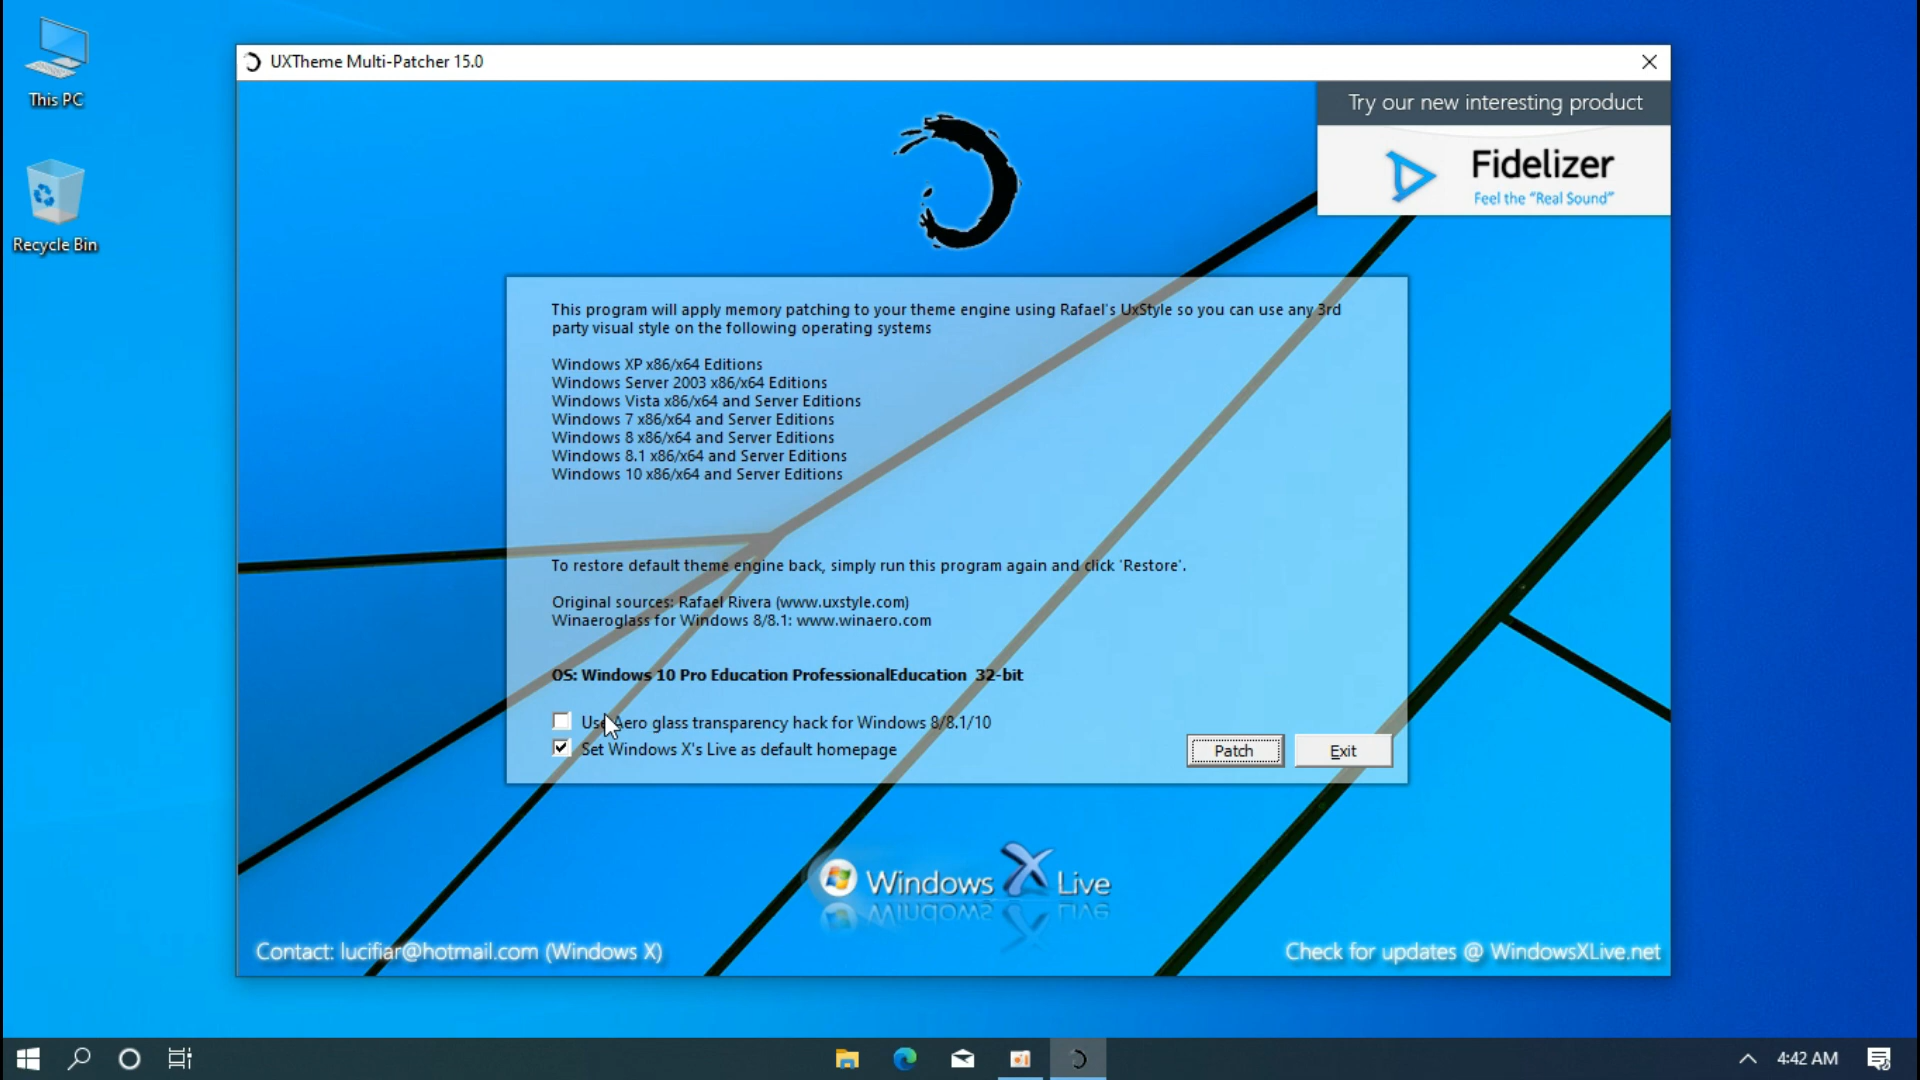 This PC
Recycle Bin
UXTheme Multi-Patcher 15.0
Try our new interesting product
Fidelizer
Feel the "Real Sound"
This program will apply memory patching to your theme engine using Rafael's UxStyle so you can use any 3rd
party visual style on the following operating systems
Windows XP x86/x64 Editions
Windows Server 2003 x86/x64 Editions
Windows Vista x86/x64 and Server Editions
Windows 7 x86/x64 and Server Editions
Windows 8 x86/x64 and Server Editions
Windows 8.1 x86/x64 and Server Editions
Windows 10 x86/x64 and Server Editions
To restore default theme engine back, simply run this program again and click 'Restore'.
Original sources: Rafael Rivera (www.uxstyle.com)
Winaeroglass for Windows 8/8.1: www.winaero.com
OS: Windows 10 Pro Education ProfessionalEducation 32-bit
Use Aero glass transparency hack for Windows 8/8.1/10
Set Windows X's Live as default homepage
Patch
Exit
Windows X Live
Contact: lucifiar@hotmail.com (Windows X)
Check for updates @ WindowsXLive.net
4:42 AM